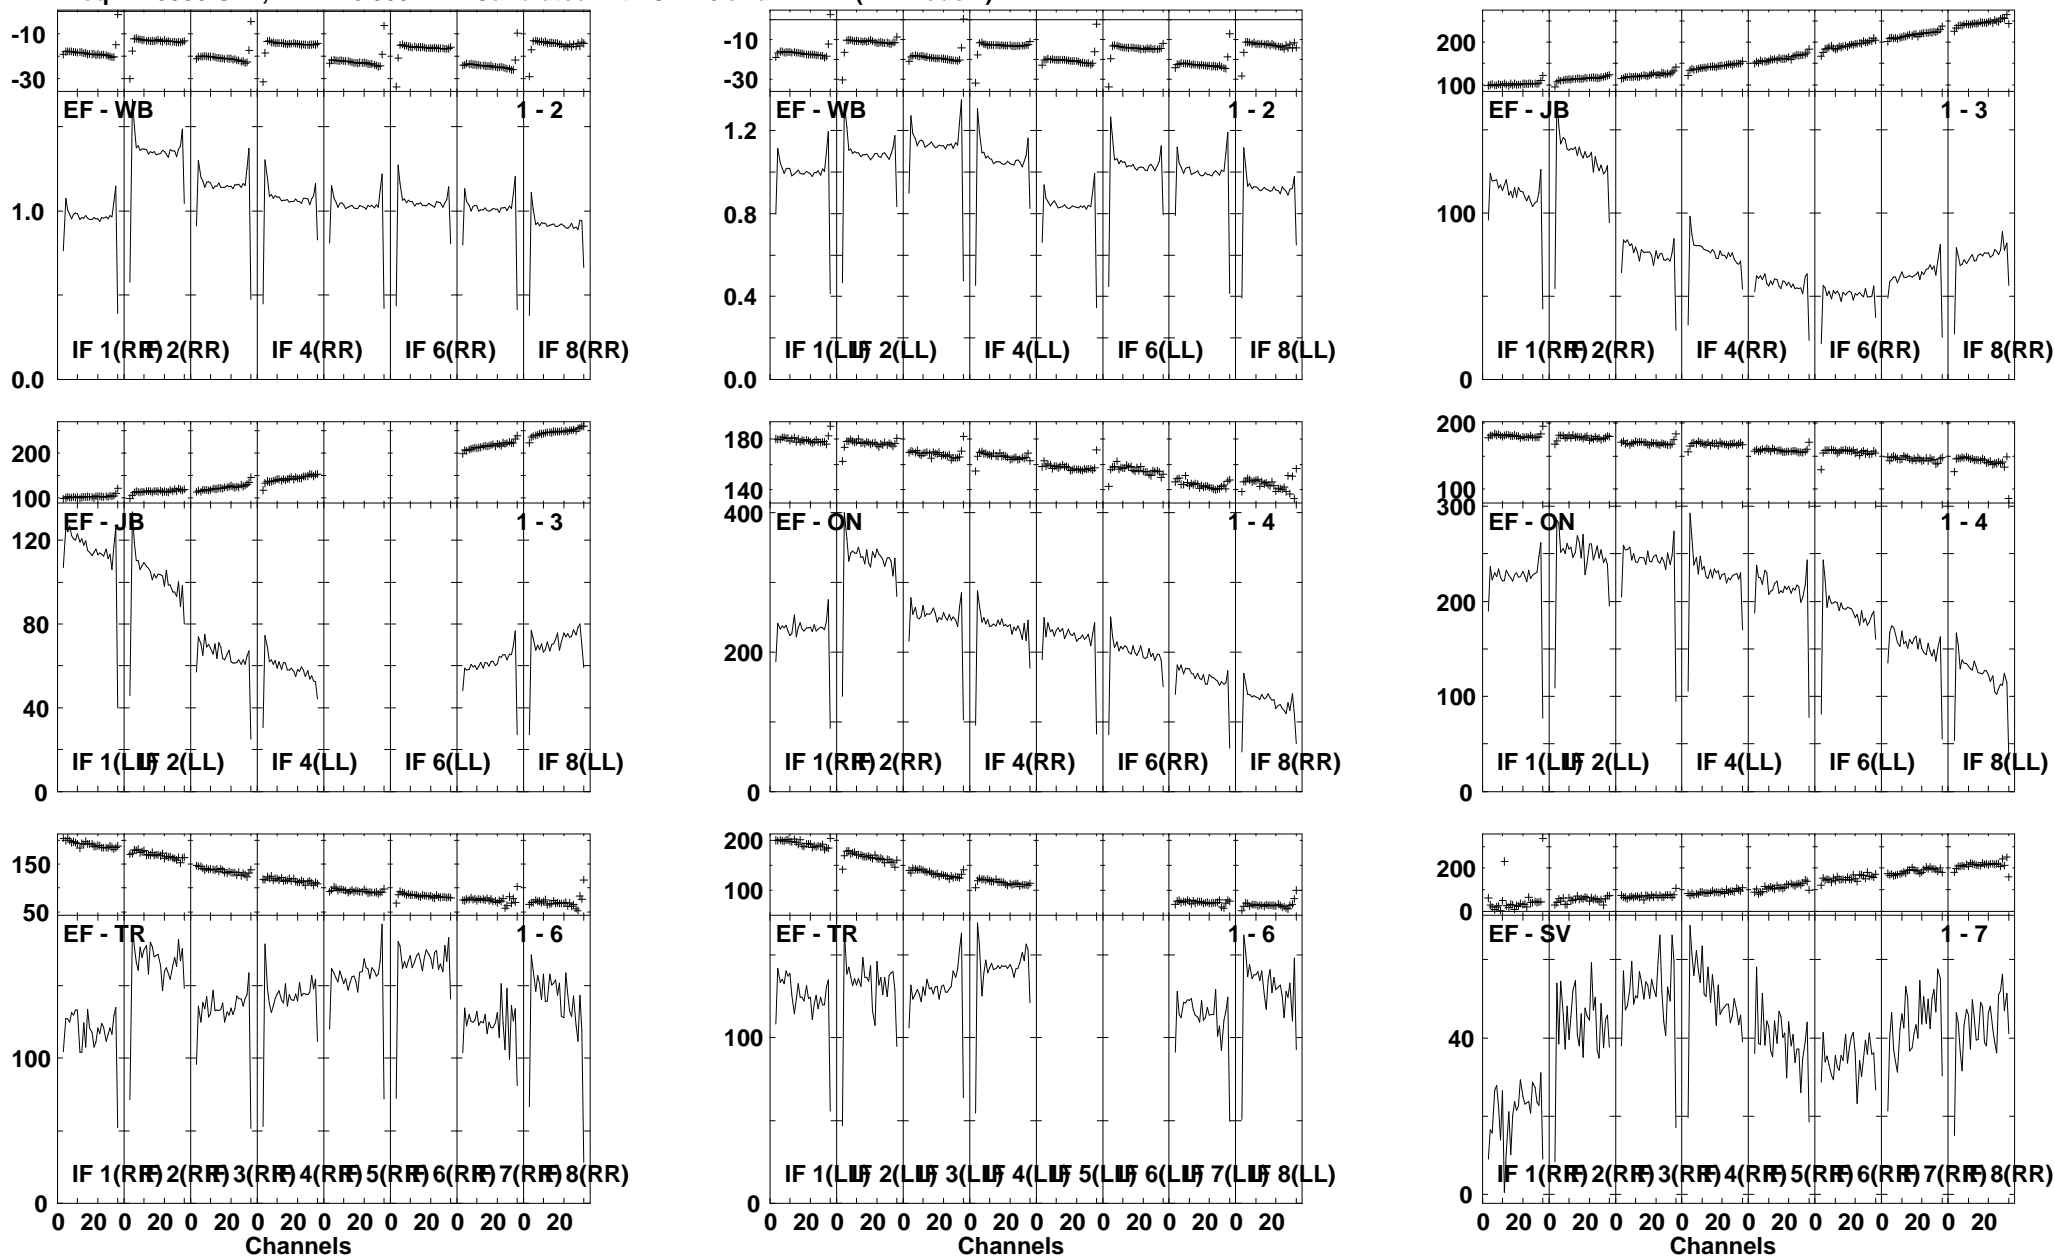 -10
-30
EF - WB 1 - 2
1.0
0.0
IF 1(RR) IF 2(RR) IF 4(RR) IF 6(RR) IF 8(RR)
-10
-30
EF - WB 1 - 2
1.2
0.8
0.4
0.0
IF 1(LL) IF 2(LL) IF 4(LL) IF 6(LL) IF 8(LL)
200
100
EF - JB 1 - 3
100
0
IF 1(RR) IF 2(RR) IF 4(RR) IF 6(RR) IF 8(RR)
200
100
EF - JB 1 - 3
120
80
40
0
IF 1(LL) IF 2(LL) IF 4(LL) IF 6(LL) IF 8(LL)
180
140
EF - ON 1 - 4
400
200
0
IF 1(RR) IF 2(RR) IF 4(RR) IF 6(RR) IF 8(RR)
200
100
EF - ON 1 - 4
300
200
100
0
IF 1(LL) IF 2(LL) IF 4(LL) IF 6(LL) IF 8(LL)
150
50
EF - TR 1 - 6
100
0
IF 1(RR) IF 2(RR) IF 3(RR) IF 4(RR) IF 5(RR) IF 6(RR) IF 7(RR) IF 8(RR)
0 20 0 20 0 20 0 20 0 20 0 20 0 20 0 20
Channels
200
100
EF - TR 1 - 6
100
0
IF 1(LL) IF 2(LL) IF 3(LL) IF 4(LL) IF 5(LL) IF 6(LL) IF 7(LL) IF 8(LL)
0 20 0 20 0 20 0 20 0 20 0 20 0 20 0 20
Channels
200
0
EF - SV 1 - 7
40
0
IF 1(RR) IF 2(RR) IF 3(RR) IF 4(RR) IF 5(RR) IF 6(RR) IF 7(RR) IF 8(RR)
0 20 0 20 0 20 0 20 0 20 0 20 0 20 0 20
Channels